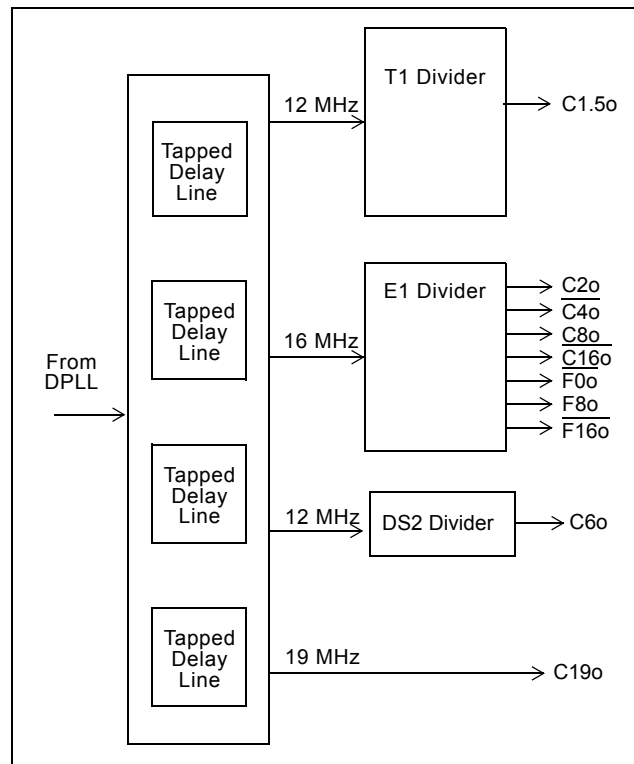 T1 Divider
12 MHz
C1.5o
Tapped
Delay
Line
Tapped
Delay
Line
16 MHz
E1 Divider
C2o
C4o
C8o
C16o
F0o
F8o
F16o
From
DPLL
Tapped
Delay
Line
12 MHz
DS2 Divider
C6o
Tapped
Delay
Line
19 MHz
C19o